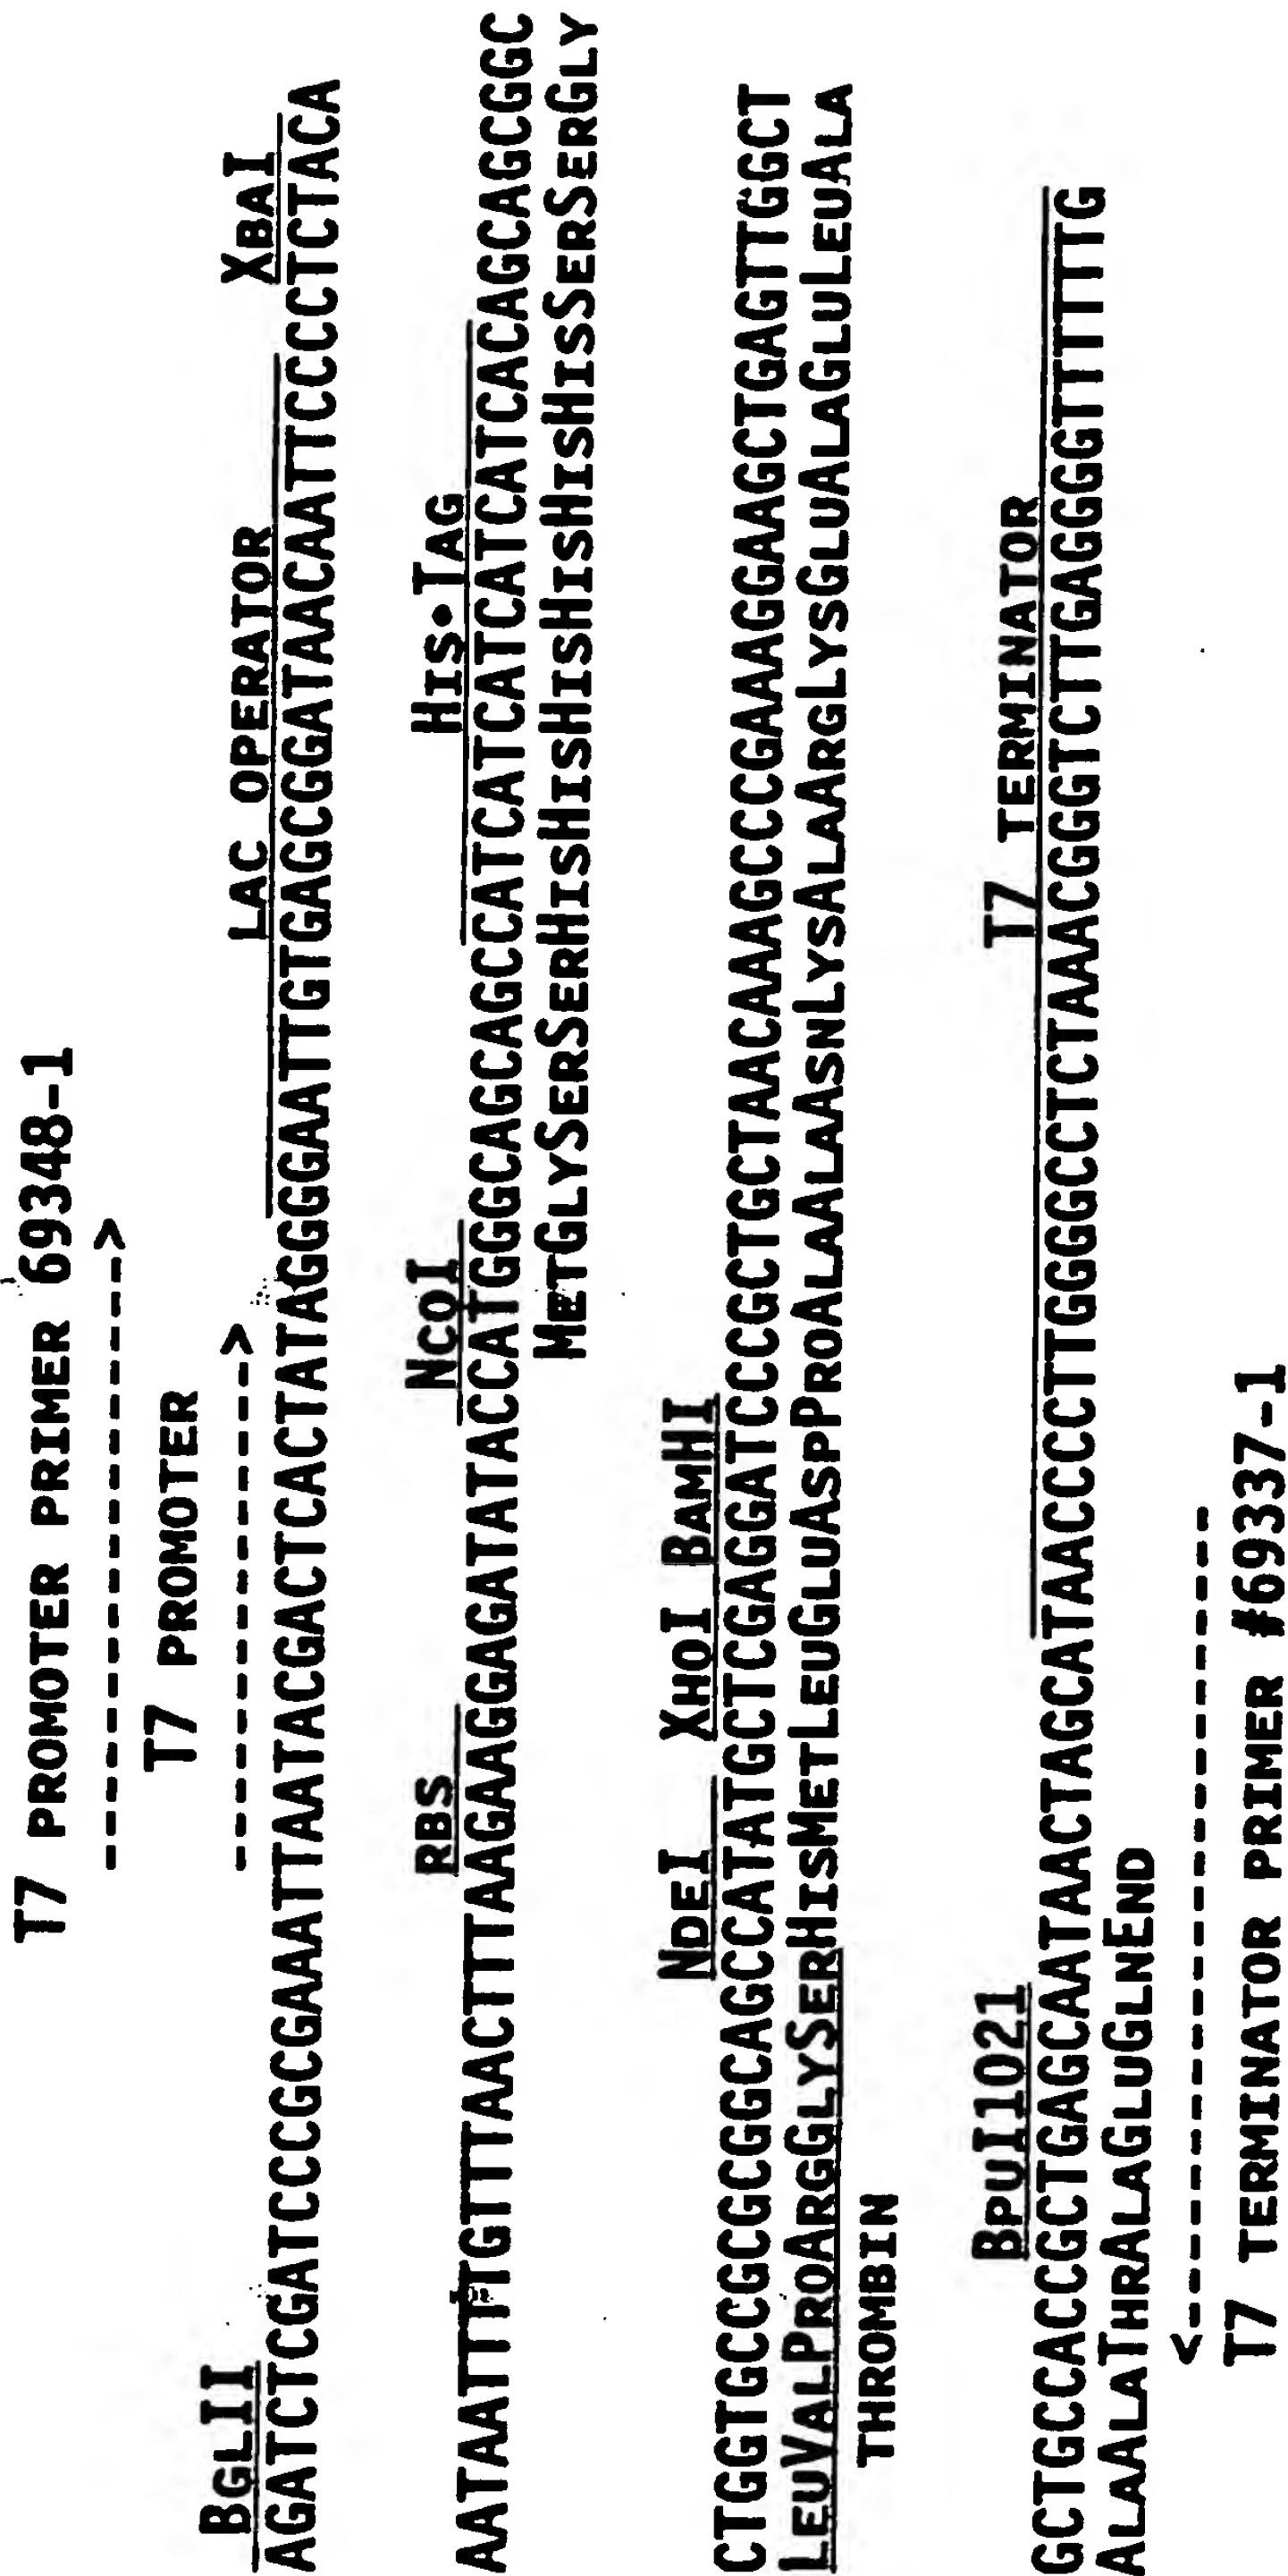 T7 PROMOTER PRIMER 69348-1
--------------->
T7 PROMOTER
------------->
BGLII LAC OPERATOR XBAI
AGATCTCGATCCCGCGAAATTAATACGACTCACTATAGGGGAATTGTGAGCGGATAACAATTCCCCTCTACA
RBS NCOI HIS•TAG
AATAATTTTGTTTAACTTTAAGAAGGAGATATACCATGGGCAGCAGCCATCATCATCATCATCACAGCAGCGGC
METGLYSERSERHISHISHISHISHISHISSERSERGLY
NDEI XHOI BAMHI
CTGGTGCCGCGCGGCAGCCATATGCTCGAGGATCCCGCTGCTAACAAAGCCCGAAAGGAAGCTGAGTTGGCT
LEUVALPROARGGLYSERHISMETLEUGLUASPPROALAALAASNLYSALAARGLYSGLUALAGLULEUALA
THROMBIN
BPUI1021 T7 TERMINATOR
GCTGCCACCGCTGAGCAATAACTAGCATAACCCCTTGGGGCCTCTAAACGGGTCTTGAGGGGTTTTTTG
ALAALATHRALAGLUGLNEND
<-------------------
T7 TERMINATOR PRIMER #69337-1